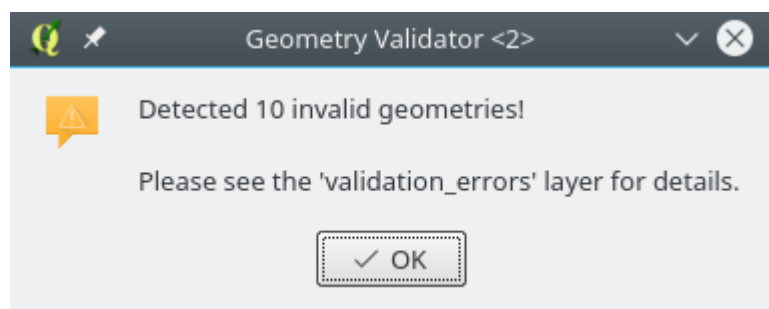 Geometry Validator <2>
Detected 10 invalid geometries!
Please see the 'validation_errors' layer for details.
OK